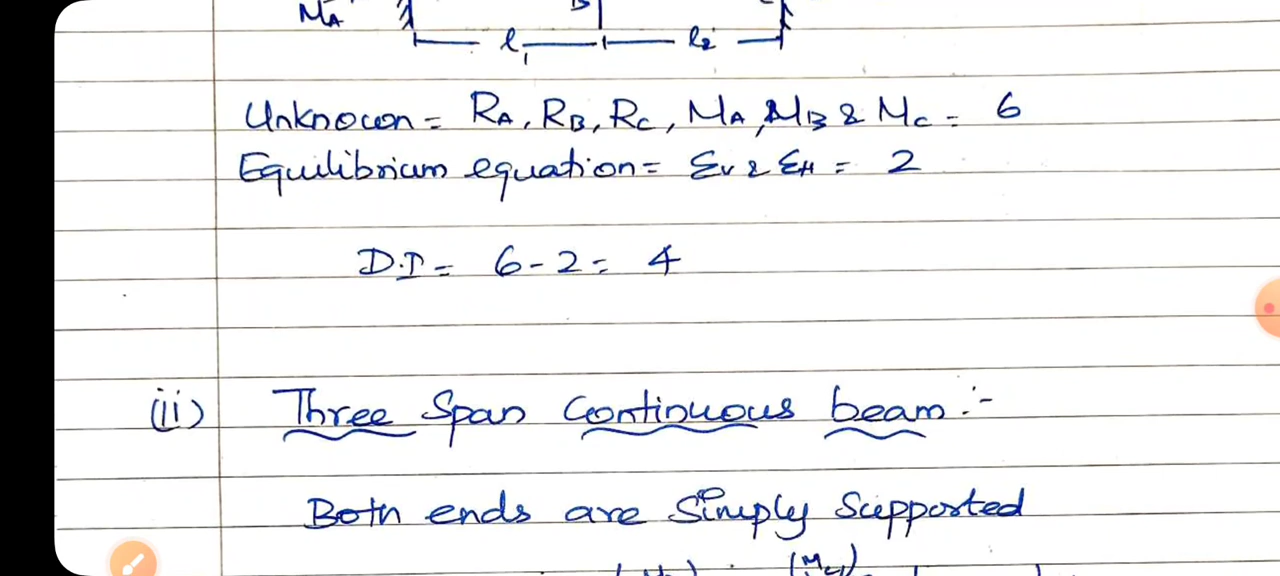 MA
B
l1 l2
Unknown = RA, RB, RC, MA, MB & Mc = 6
Equilibrium equation = Σv & ΣH = 2
D.I = 6 - 2 = 4
(ii) Three Span Continuous beam :-
Both ends are Simply Supported